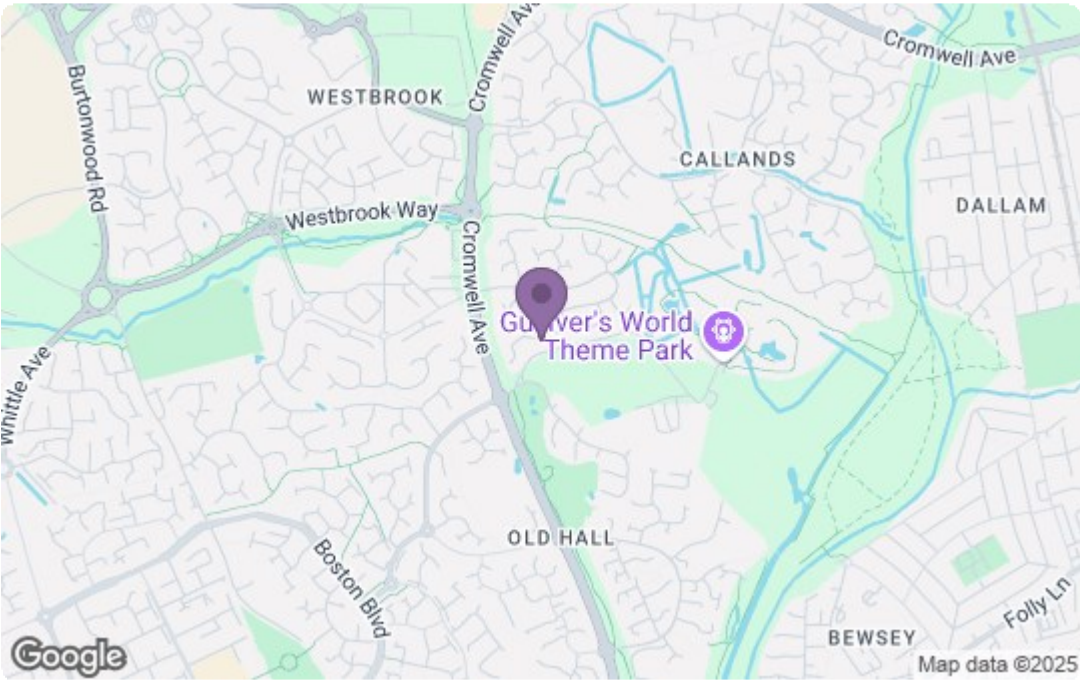 Cromwell Ave
Cromwell Ave
Burtonwood Rd
WESTBROOK
CALLANDS
DALLAM
Westbrook Way
Cromwell Ave
Gulliver's World
Theme Park
Whittle Ave
OLD HALL
Boston Blvd
Folly Ln
BEWSEY
Google
Map data ©2025